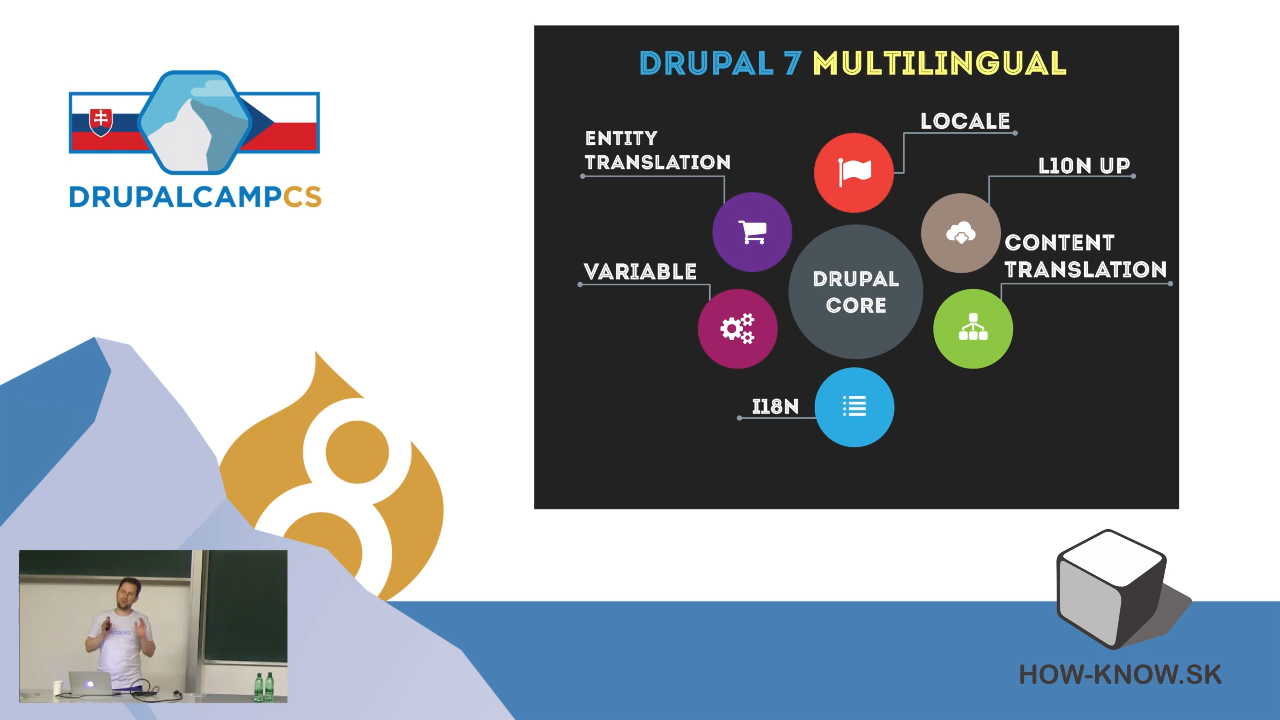 DRUPALCAMPCS
DRUPAL 7 MULTILINGUAL
ENTITY
TRANSLATION
LOCALE
L10N UP
CONTENT
TRANSLATION
VARIABLE
DRUPAL
CORE
I18N
HOW-KNOW.SK